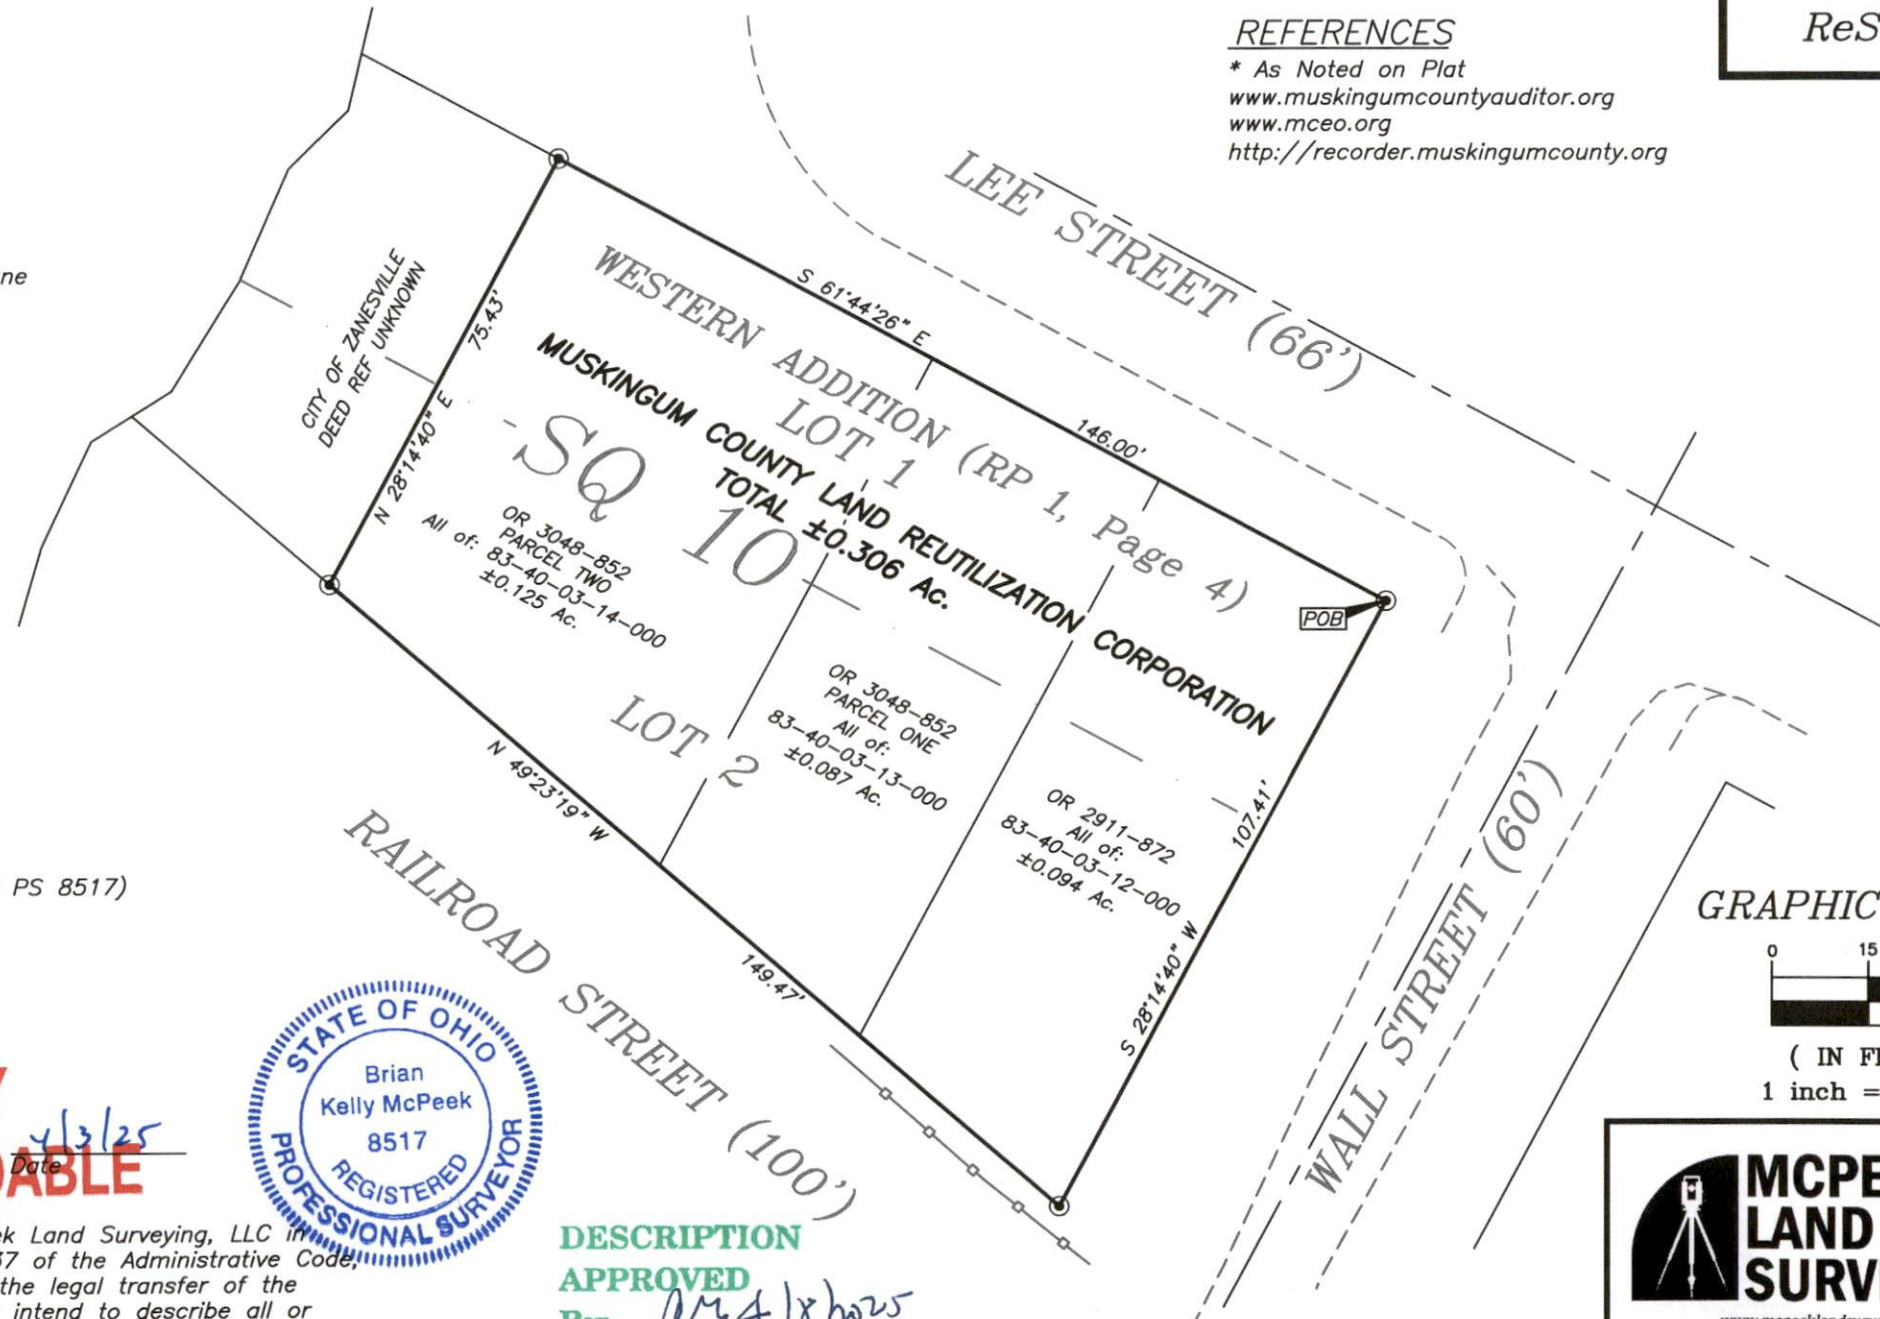 REFERENCES
* As Noted on Plat
www.muskingumcountyauditor.org
www.mceo.org
http://recorder.muskingumcounty.org
ReS
ne
LEE STREET (66')
CITY OF ZANESVILLE
DEED REF UNKNOWN
75.43'
N 28°14'40" E
S 61°44'26" E
146.00'
WESTERN ADDITION (RP 1, Page 4)
LOT 1
MUSKINGUM COUNTY LAND REUTILIZATION CORPORATION
TOTAL ±0.306 Ac.
SQ 10
OR 3048-852
PARCEL TWO
All of: 83-40-03-14-000
±0.125 Ac.
POB
OR 3048-852
PARCEL ONE
All of:
83-40-03-13-000
±0.087 Ac.
LOT 2
OR 2911-872
All of:
83-40-03-12-000
±0.094 Ac.
107.41'
S 28°14'40" W
N 49°23'19" W
149.47'
RAILROAD STREET (100')
WALL STREET (60')
PS 8517)
GRAPHIC
0 15
( IN F
1 inch =
STATE OF OHIO
Brian
Kelly McPeek
8517
REGISTERED
PROFESSIONAL SURVEYOR
4/3/25
Date
ABLE
ek Land Surveying, LLC in
37 of the Administrative Code,
the legal transfer of the
intend to describe all or
DESCRIPTION
APPROVED
By:
MCPE
LAND
SURV